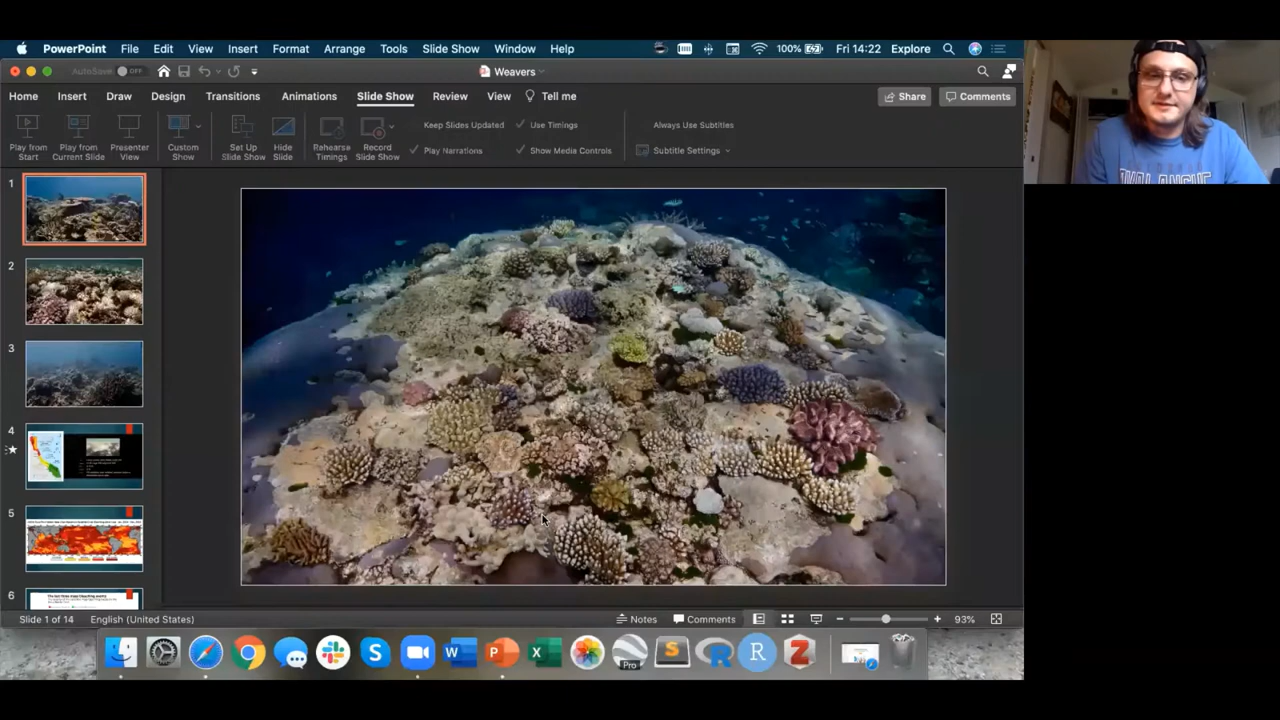 PowerPoint File Edit View Insert Format Arrange Tools Slide Show Window Help 100% Fri 14:22 Explore
AutoSave OFF Weavers
Home Insert Draw Design Transitions Animations Slide Show Review View Tell me Share Comments
Play from Start
Play from Current Slide
Presenter View
Custom Show
Set Up Slide Show
Hide Slide
Rehearse Timings
Record Slide Show
Keep Slides Updated
Use Timings
Always Use Subtitles
Play Narrations
Show Media Controls
Subtitle Settings
1
2
3
4
5
6
AVALANCHE
Slide 1 of 14 English (United States) Notes Comments 93%
S
W
P
X
Pro
S
R
R
Z